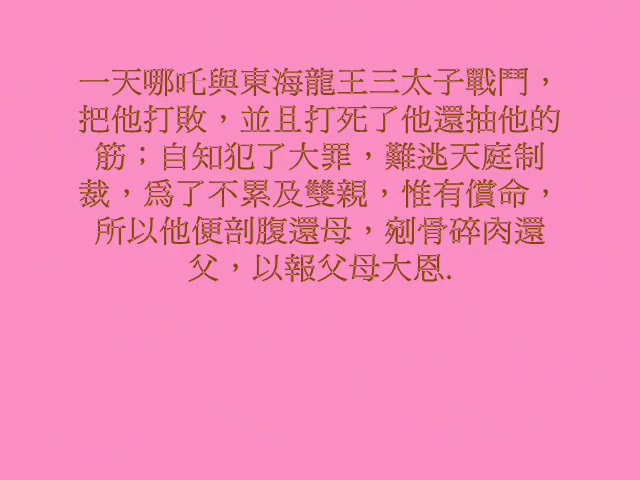 一天哪吒與東海龍王三太子戰鬥，
把他打敗，並且打死了他還抽他的
筋；自知犯了大罪，難逃天庭制
裁，為了不累及雙親，惟有償命，
所以他便剖腹還母，剜骨碎肉還
父，以報父母大恩.